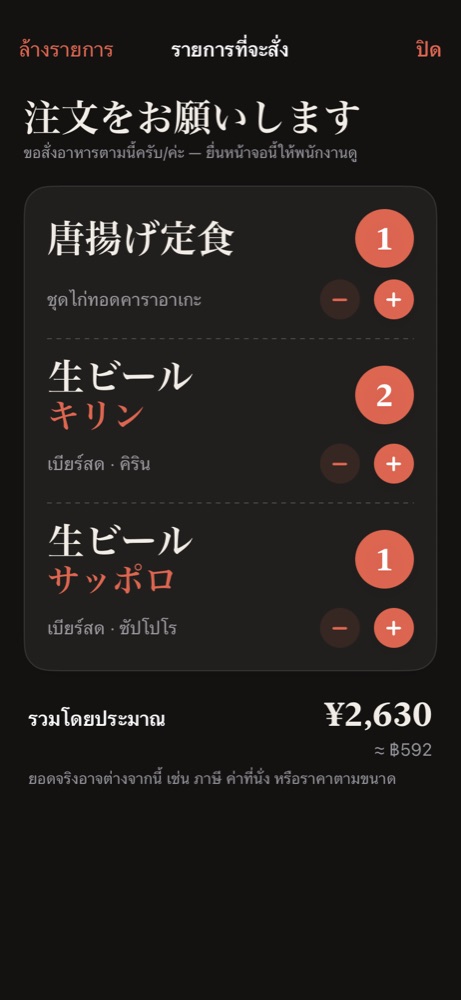 ล้างรายการ รายการที่จะสั่ง ปิด
注文をお願いします
ขอสั่งอาหารตามนี้ครับ/ค่ะ — ยื่นหน้าจอนี้ให้พนักงานดู
唐揚げ定食 1
ชุดไก่ทอดคาราอาเกะ − +
生ビール
キリン 2
เบียร์สด · คิริน − +
生ビール
サッポロ 1
เบียร์สด · ซัปโปโร − +
รวมโดยประมาณ ¥2,630
≈ ฿592
ยอดจริงอาจต่างจากนี้ เช่น ภาษี ค่าที่นั่ง หรือราคาตามขนาด